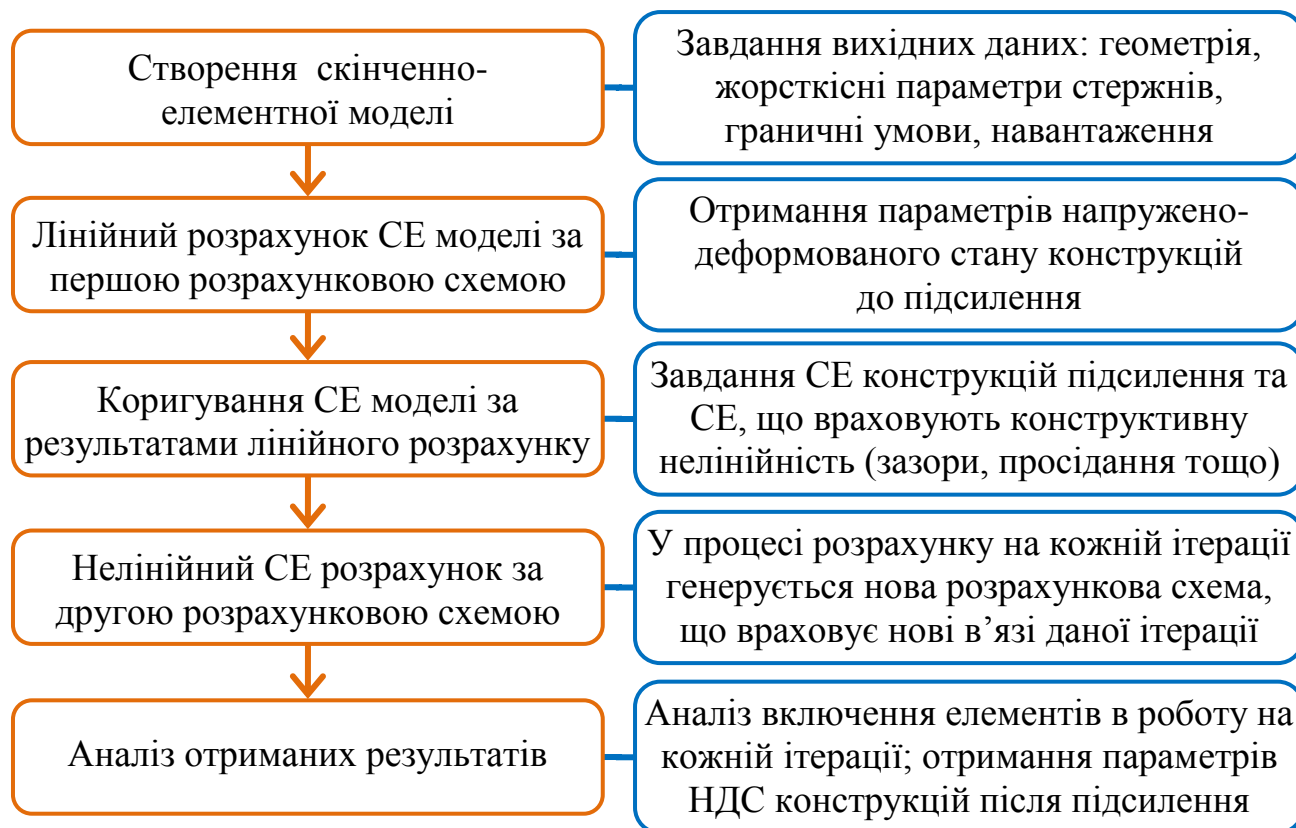 Створення скінченно-
елементної моделі
Завдання вихідних даних: геометрія,
жорсткісні параметри стержнів,
граничні умови, навантаження
Лінійний розрахунок СЕ моделі за
першою розрахунковою схемою
Отримання параметрів напружено-
деформованого стану конструкцій
до підсилення
Коригування СЕ моделі за
результатами лінійного розрахунку
Завдання СЕ конструкцій підсилення та
СЕ, що враховують конструктивну
нелінійність (зазори, просідання тощо)
Нелінійний СЕ розрахунок за
другою розрахунковою схемою
У процесі розрахунку на кожній ітерації
генерується нова розрахункова схема,
що враховує нові в’язі даної ітерації
Аналіз отриманих результатів
Аналіз включення елементів в роботу на
кожній ітерації; отримання параметрів
НДС конструкцій після підсилення